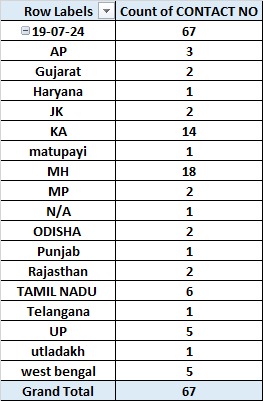 Row Labels Count of CONTACT NO
19-07-24 67
AP 3
Gujarat 2
Haryana 1
JK 2
KA 14
matupayi 1
MH 18
MP 2
N/A 1
ODISHA 2
Punjab 1
Rajasthan 2
TAMIL NADU 6
Telangana 1
UP 5
utladakh 1
west bengal 5
Grand Total 67